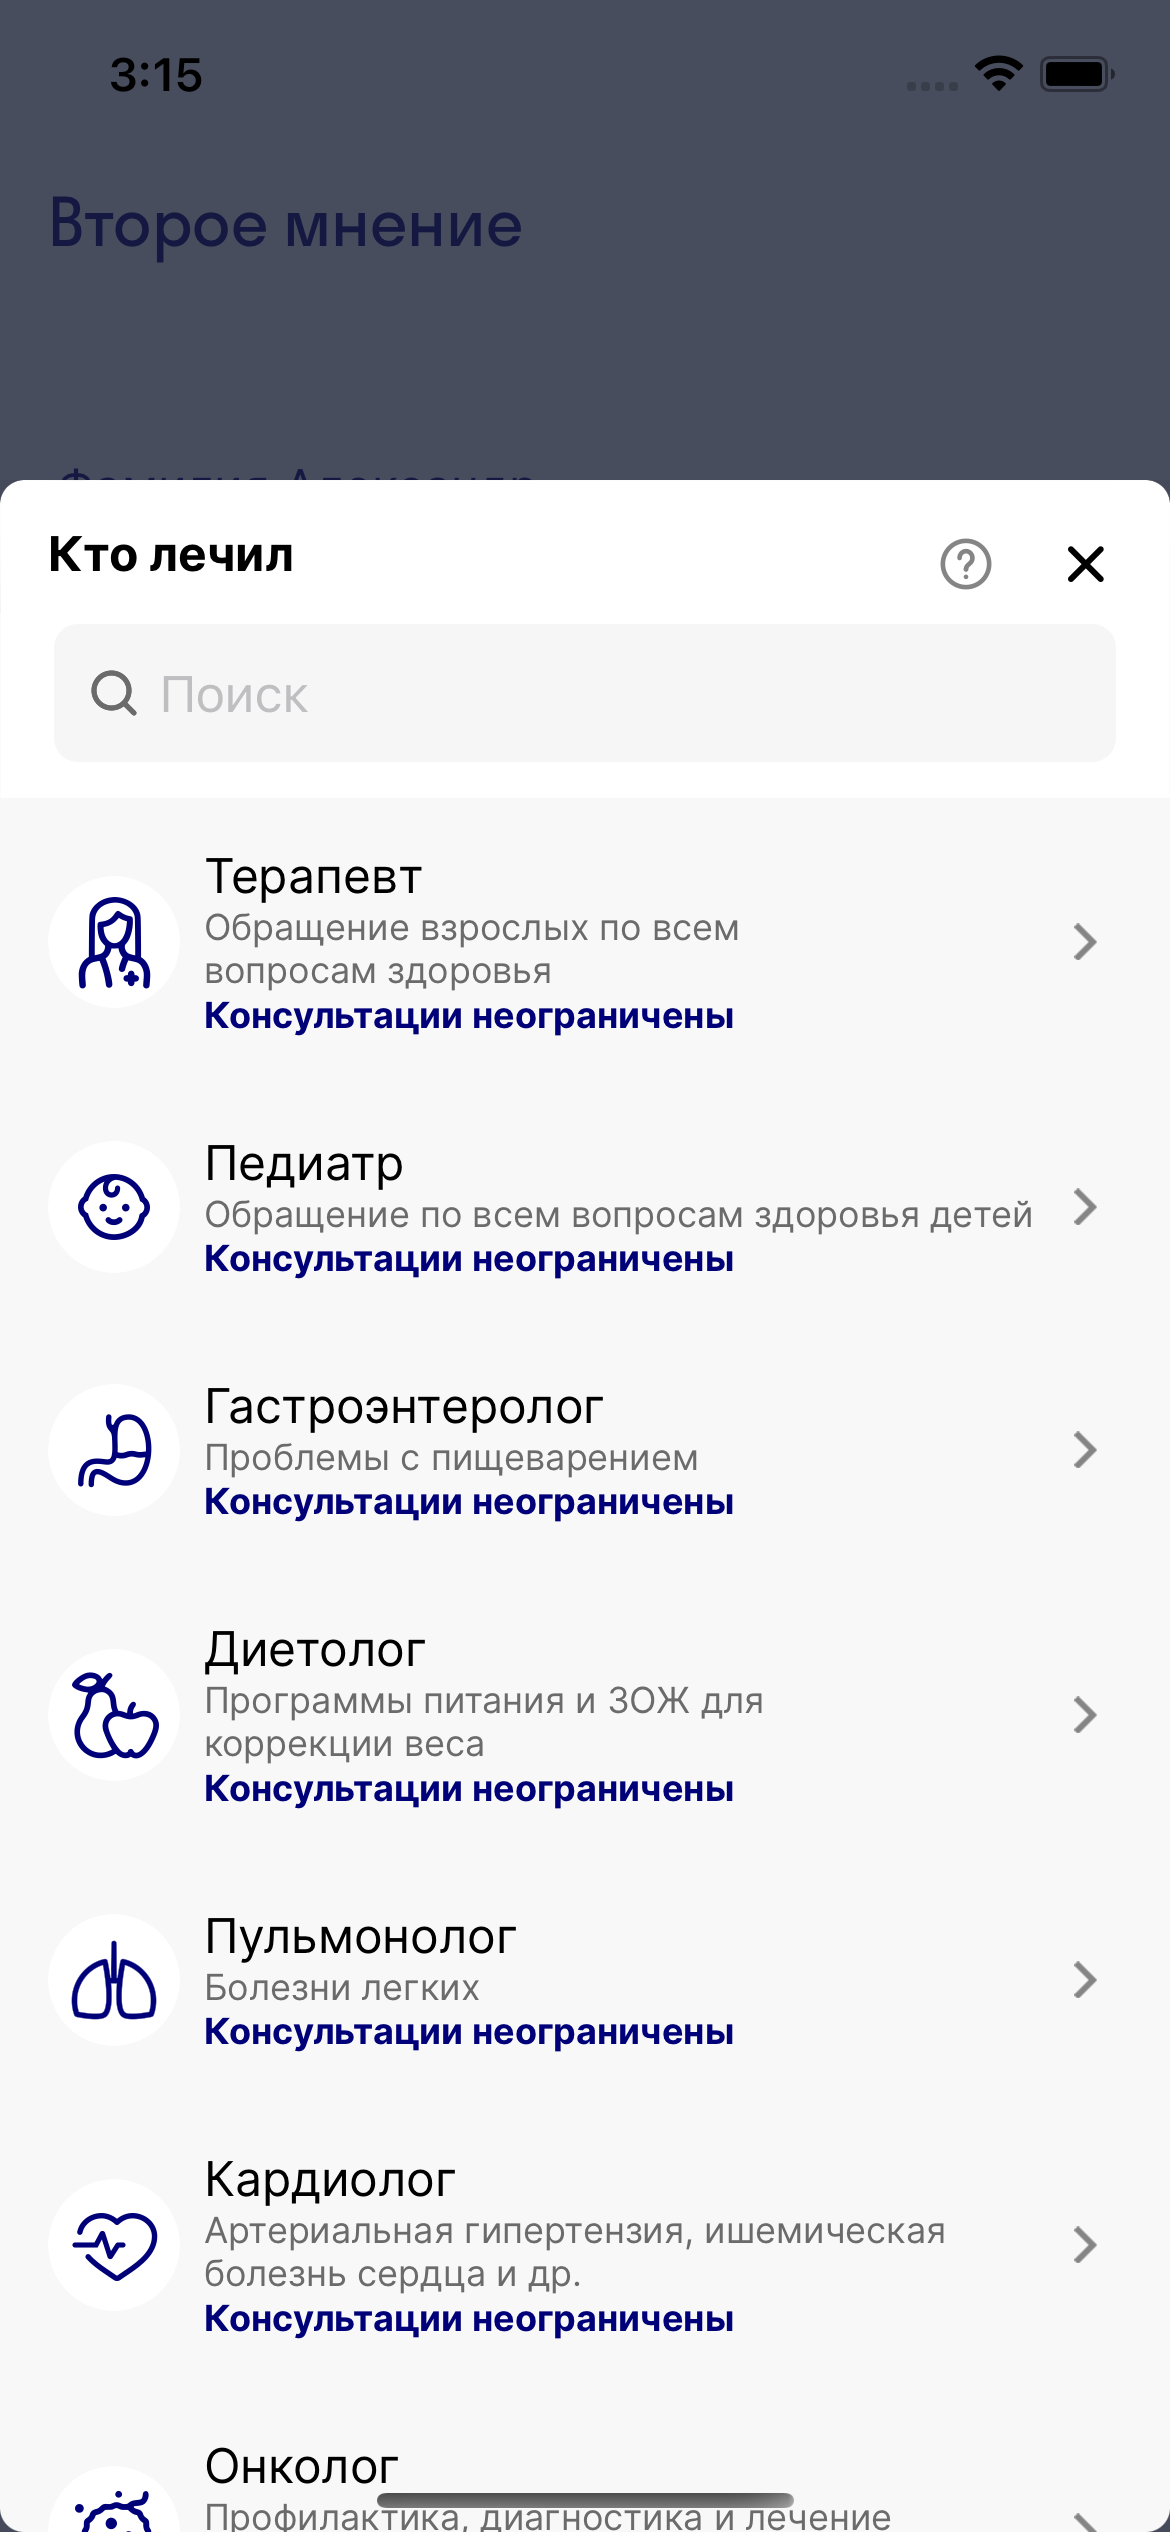 3:15
Второе мнение
Фамилия Александр
Кто лечил
Поиск
Терапевт
Обращение взрослых по всем
вопросам здоровья
Консультации неограничены
Педиатр
Обращение по всем вопросам здоровья детей
Консультации неограничены
Гастроэнтеролог
Проблемы с пищеварением
Консультации неограничены
Диетолог
Программы питания и ЗОЖ для
коррекции веса
Консультации неограничены
Пульмонолог
Болезни легких
Консультации неограничены
Кардиолог
Артериальная гипертензия, ишемическая
болезнь сердца и др.
Консультации неограничены
Онколог
Профилактика, диагностика и лечение